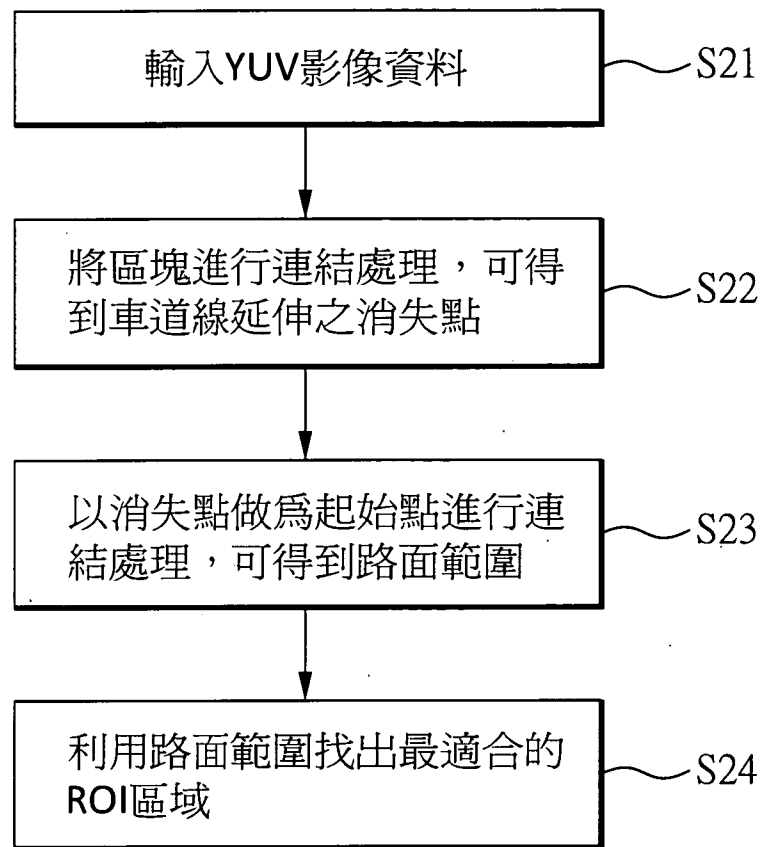 輸入YUV影像資料
S21
將區塊進行連結處理，可得
到車道線延伸之消失點
S22
以消失點做為起始點進行連
結處理，可得到路面範圍
S23
利用路面範圍找出最適合的
ROI區域
S24